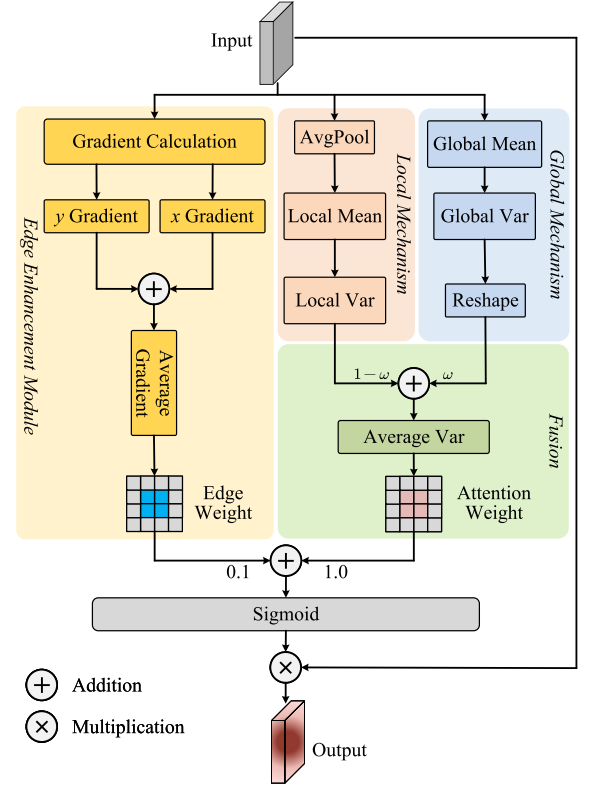 Input
Gradient Calculation
y Gradient
x Gradient
Average
Gradient
Edge
Weight
Edge Enhancement Module
AvgPool
Local Mean
Local Var
Local Mechanism
Global Mean
Global Var
Reshape
Global Mechanism
1−ω
ω
Average Var
Attention
Weight
Fusion
0.1
1.0
Sigmoid
Addition
Multiplication
Output